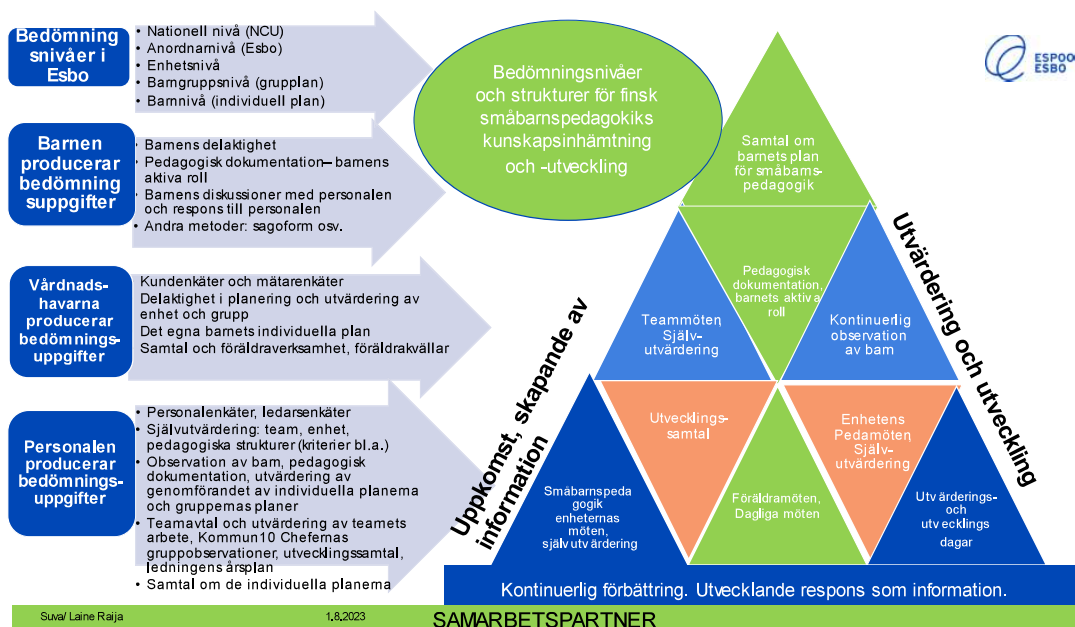 Bedömning
snivåer i
Esbo
• Nationell nivå (NCU)
• Anordnarnivå (Esbo)
• Enhetsnivå
• Barngruppsnivå (grupplan)
• Barnnivå (individuell plan)
Barnen
producerar
bedömning
suppgifter
• Barnens delaktighet
• Pedagogisk dokumentation – barnens
aktiva roll
• Barnens diskussioner med personalen
och respons till personalen
• Andra metoder: sagoform osv.
Vårdnads-
havarna
producerar
bedömnings-
uppgifter
Kundenkäter och mätarenkäter
Delaktighet i planering och utvärdering av
enhet och grupp
Det egna barnets individuella plan
Samtal och föräldraverksamhet, föräldrakvällar
Personalen
producerar
bedömnings-
uppgifter
• Personalenkäter, ledarsenkäter
• Självutvärdering: team, enhet,
pedagogiska strukturer (kriterier bl.a.)
• Observation av barn, pedagogisk
dokumentation, utvärdering av
genomförandet av individuella planerna
och gruppernas planer
• Teamavtal och utvärdering av teamets
arbete, Kommun10 Chefernas
gruppobservationer, utvecklingssamtal,
ledningens årsplan
• Samtal om de individuella planerna
Bedömningsnivåer
och strukturer för finsk
småbarnspedagokiks
kunskapsinhämtning
och -utveckling
ESPOO
ESBO
Samtal om
barnets plan
för småbarns-
pedagogik
Uppkomst, skapande av
information
Utvärdering och utveckling
Teammöten,
Själv-
utvärdering
Pedagogisk
dokumentation,
barnets aktiva
roll
Kontinuerlig
observation
av barn
Småbarnspeda
gogik
enheternas
möten,
självutvärdering
Utvecklings-
samtal
Föräldramöten,
Dagliga möten
Enhetens
Pedamöten,
Själv-
utvärdering
Utvärderings-
och
utvecklings
dagar
Kontinuerlig förbättring. Utvecklande respons som information.
Suva/ Laine Raija
1.8.2023
SAMARBETSPARTNER